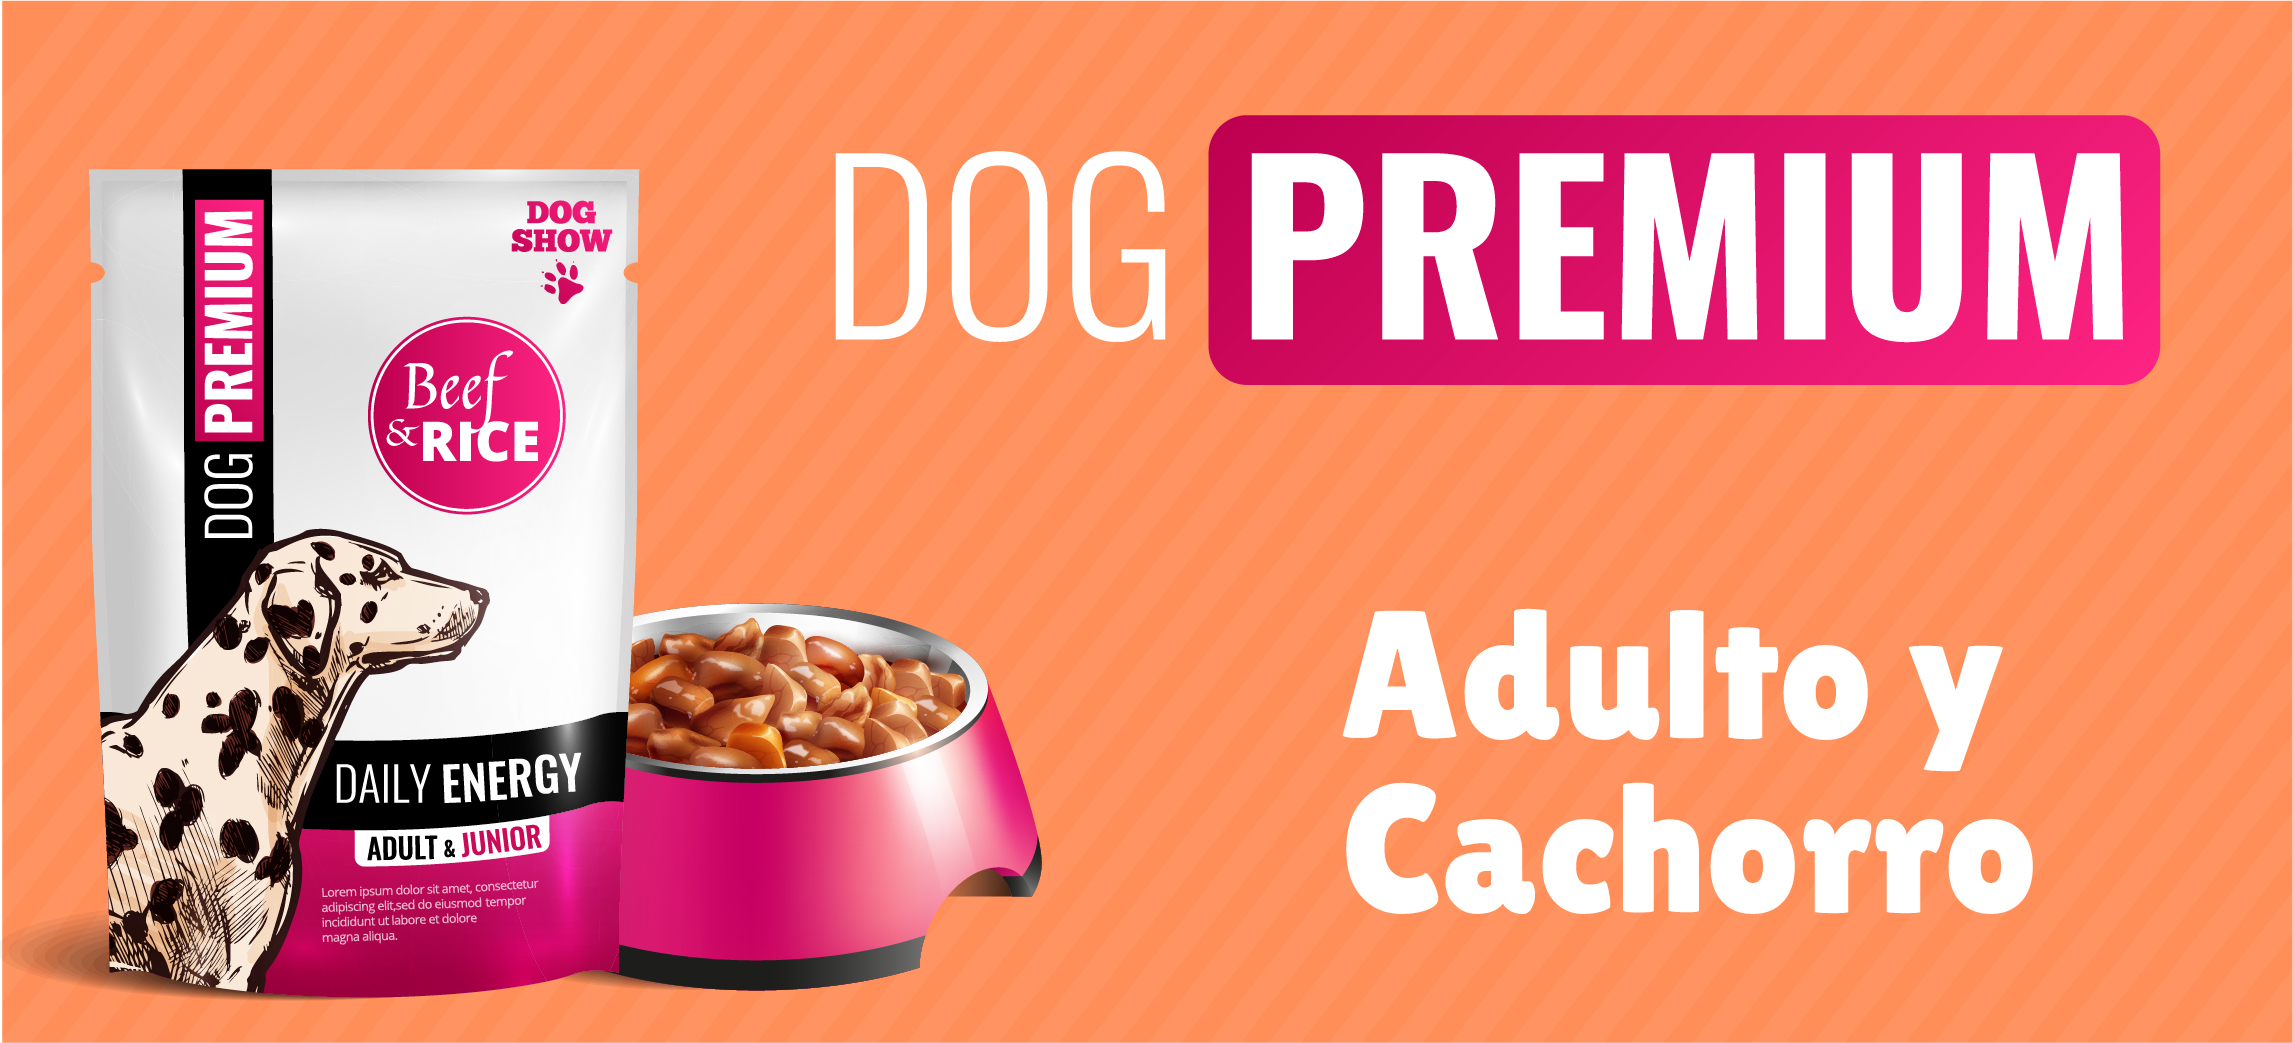 DOG PREMIUM
DOG PREMIUM
DOG
SHOW
Beef
& RICE
DAILY ENERGY
ADULT & JUNIOR
Lorem ipsum dolor sit amet, consectetur
adipiscing elit,sed do eiusmod tempor
incididunt ut labore et dolore
magna aliqua.
Adulto y
Cachorro